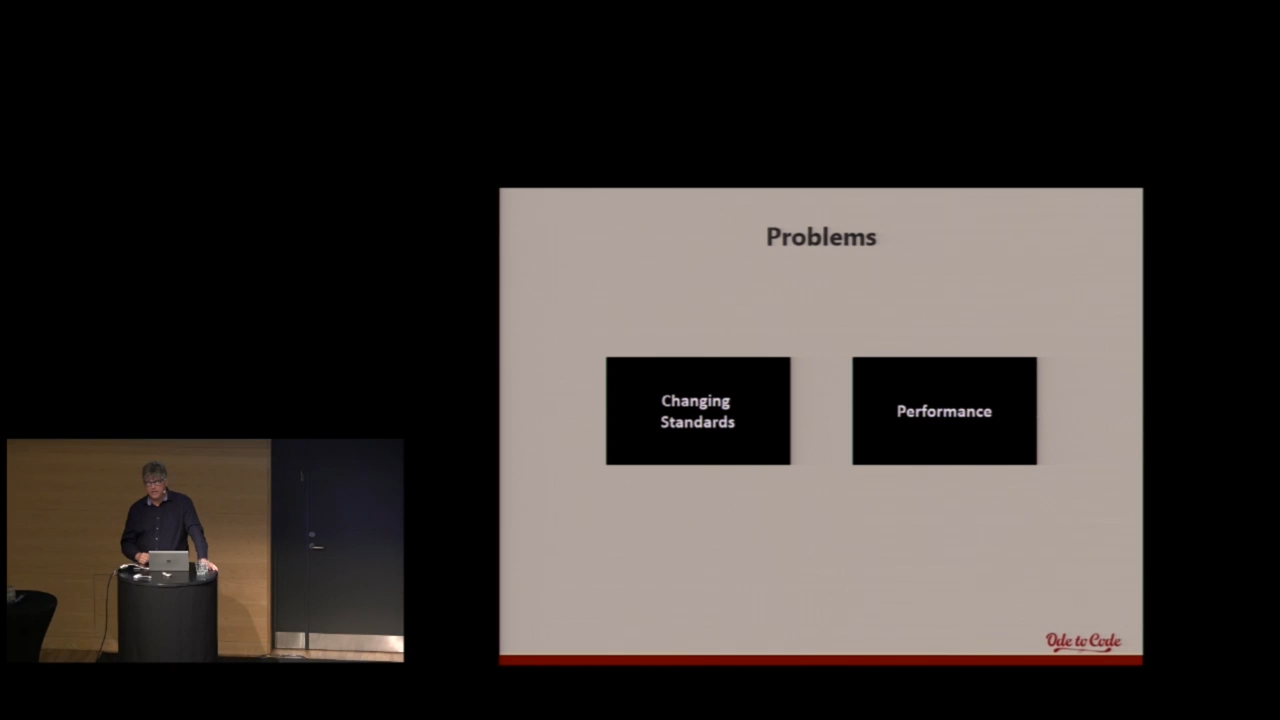 Problems
Changing
Standards
Performance
Ode to Code